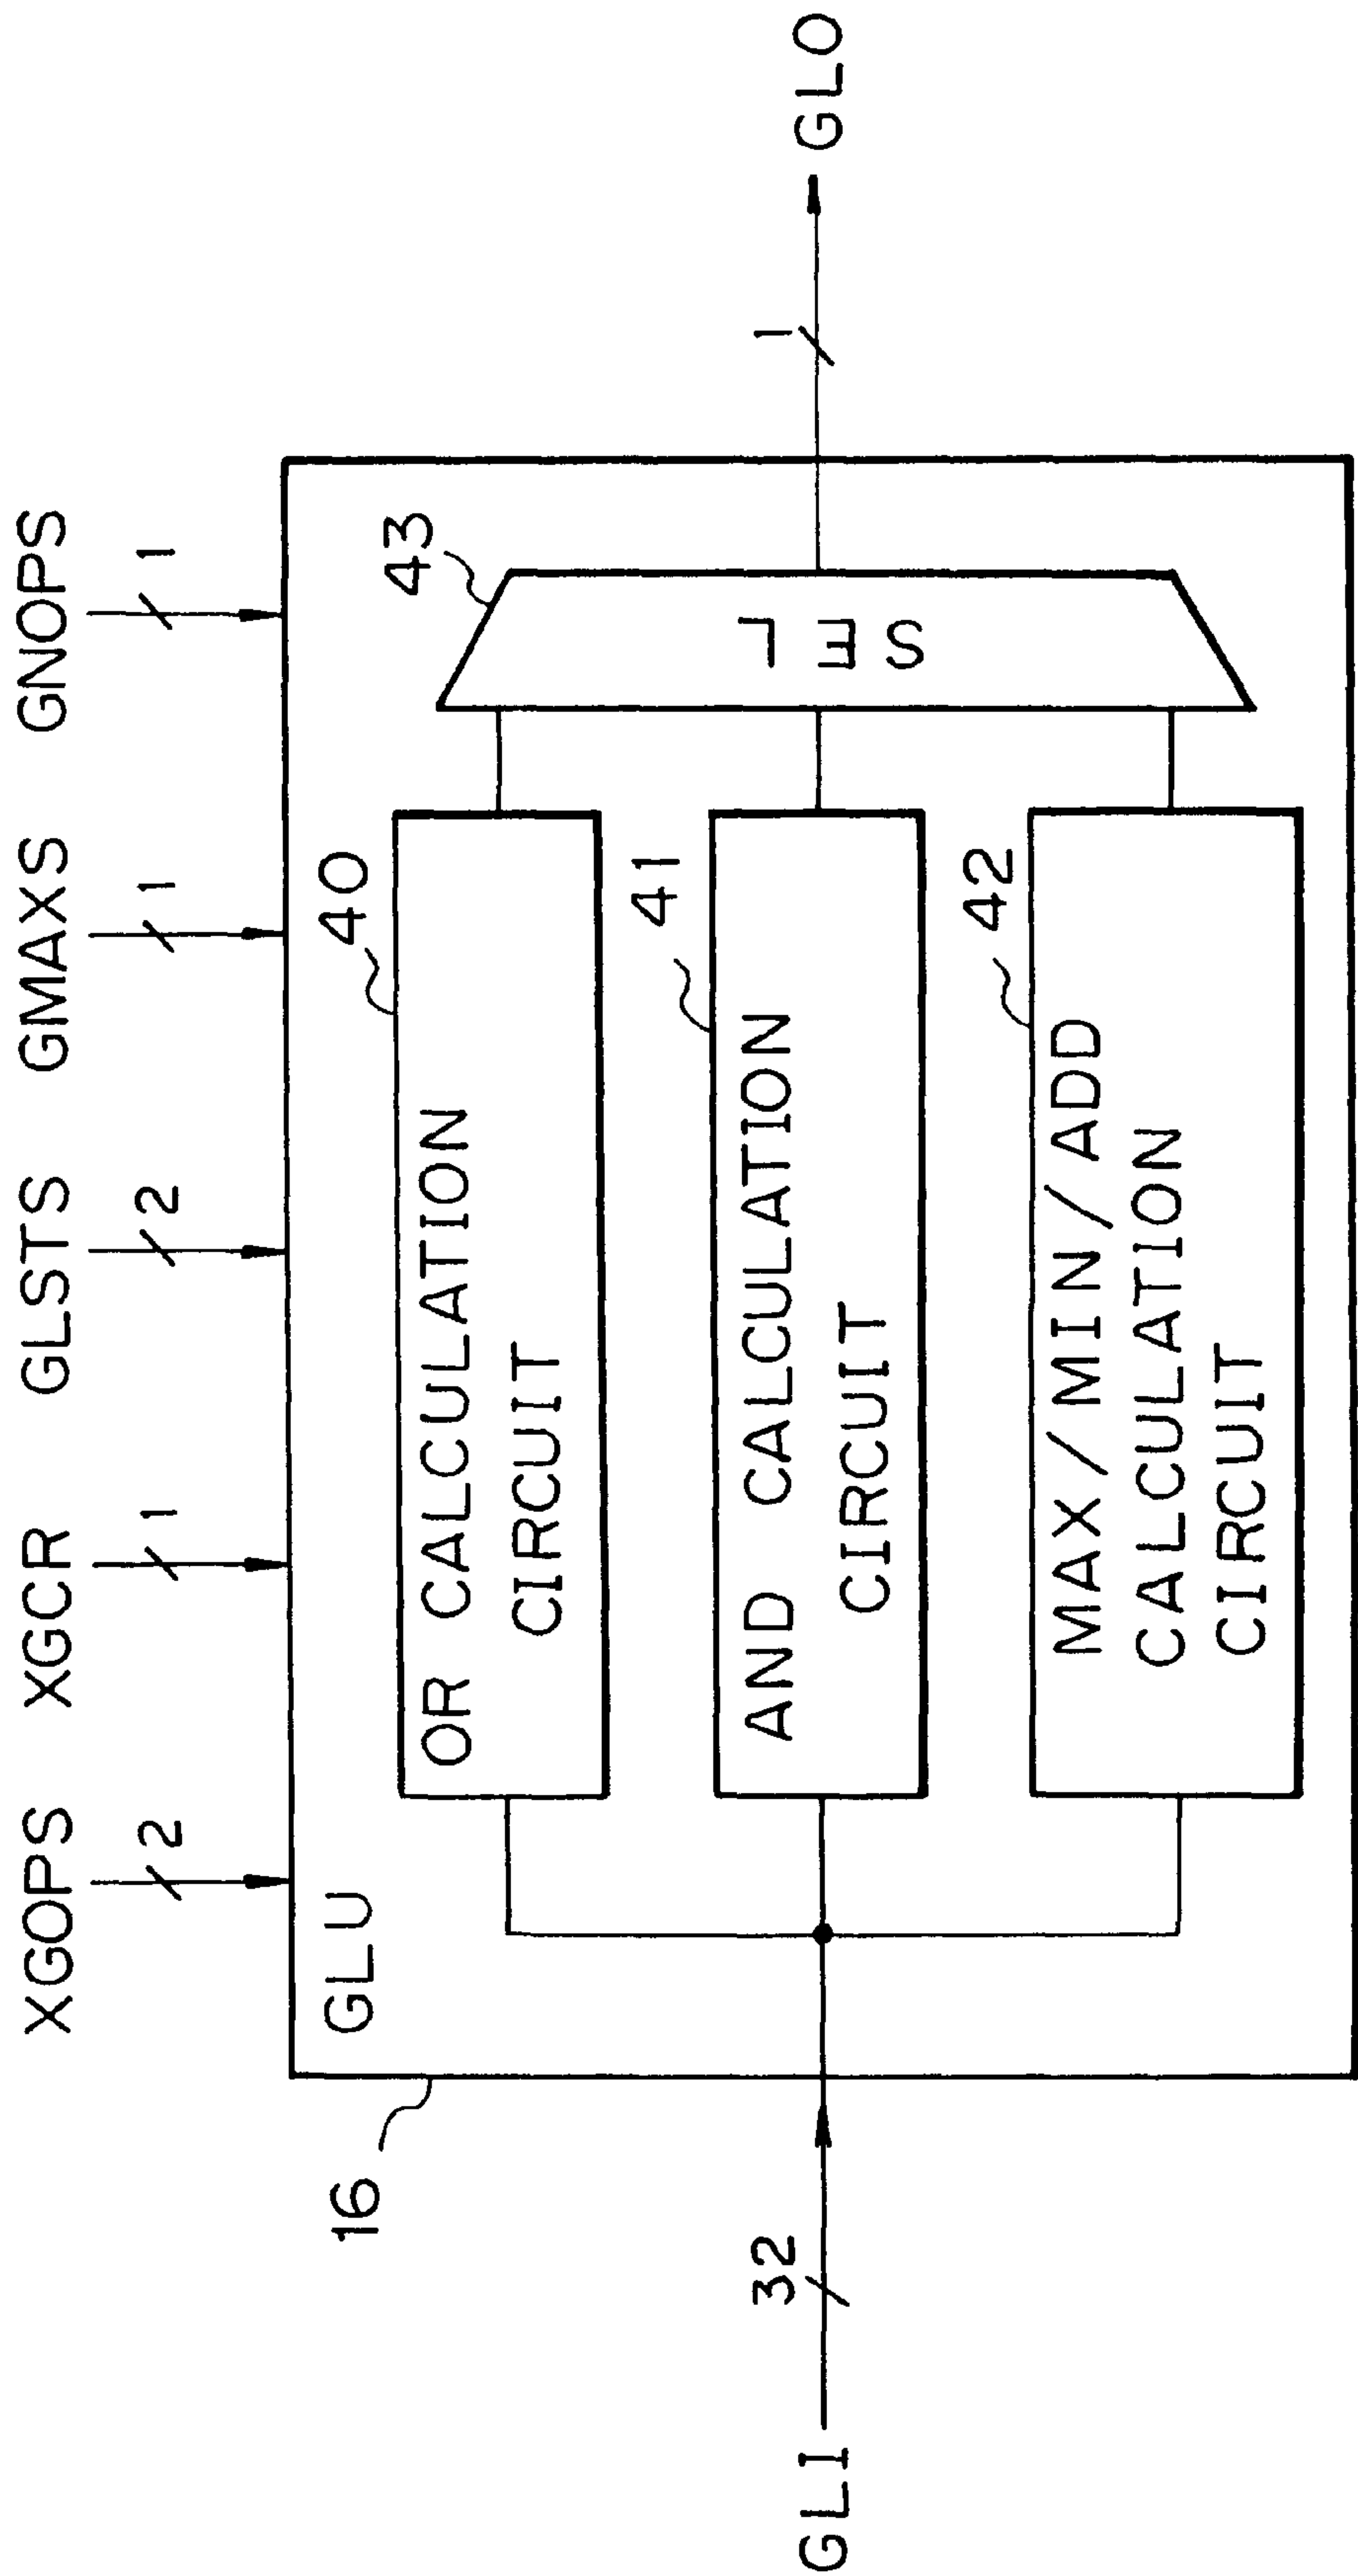 XGOPS
XGCR
GLSTS
GMAXS
GNOPS
2
1
2
1
1
16
GLU
40
OR CALCULATION
CIRCUIT
43
SEL
41
AND CALCULATION
CIRCUIT
GLI
32
1
GLO
42
MAX/MIN/ADD
CALCULATION
CIRCUIT